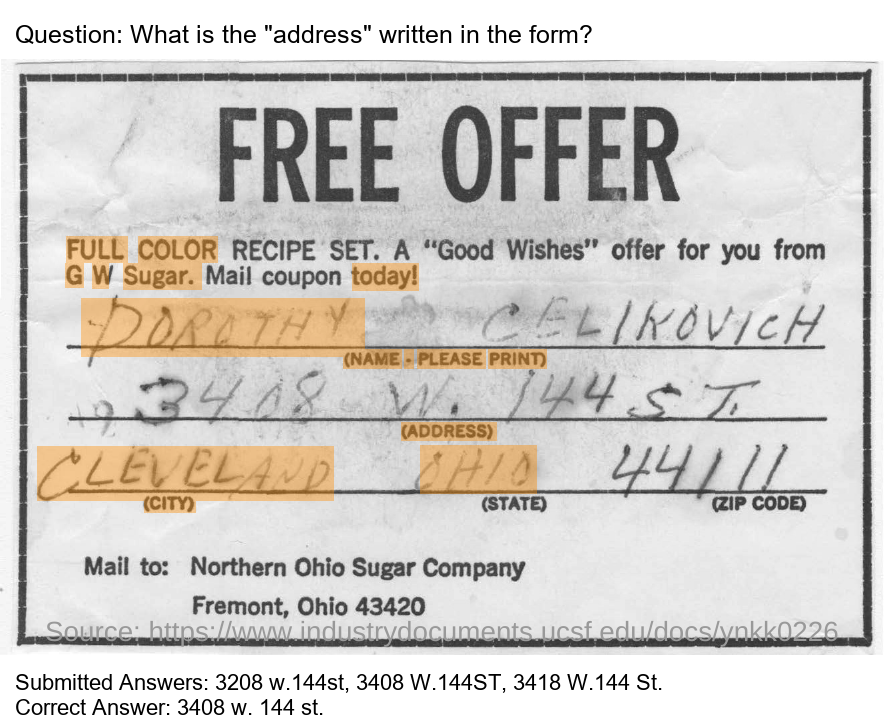 Question: What is the "address" written in the form?
FREE OFFER
FULL COLOR RECIPE SET. A “Good Wishes” offer for you from
G W Sugar. Mail coupon today!
DOROTHY CELIKOVICH
(NAME - PLEASE PRINT)
3408 W. 144 ST.
(ADDRESS)
CLEVELAND OHIO 44111
(CITY) (STATE) (ZIP CODE)
Mail to: Northern Ohio Sugar Company
Fremont, Ohio 43420
Source: https://www.industrydocuments.ucsf.edu/docs/ynkk0226
Submitted Answers: 3208 w.144st, 3408 W.144ST, 3418 W.144 St.
Correct Answer: 3408 w. 144 st.